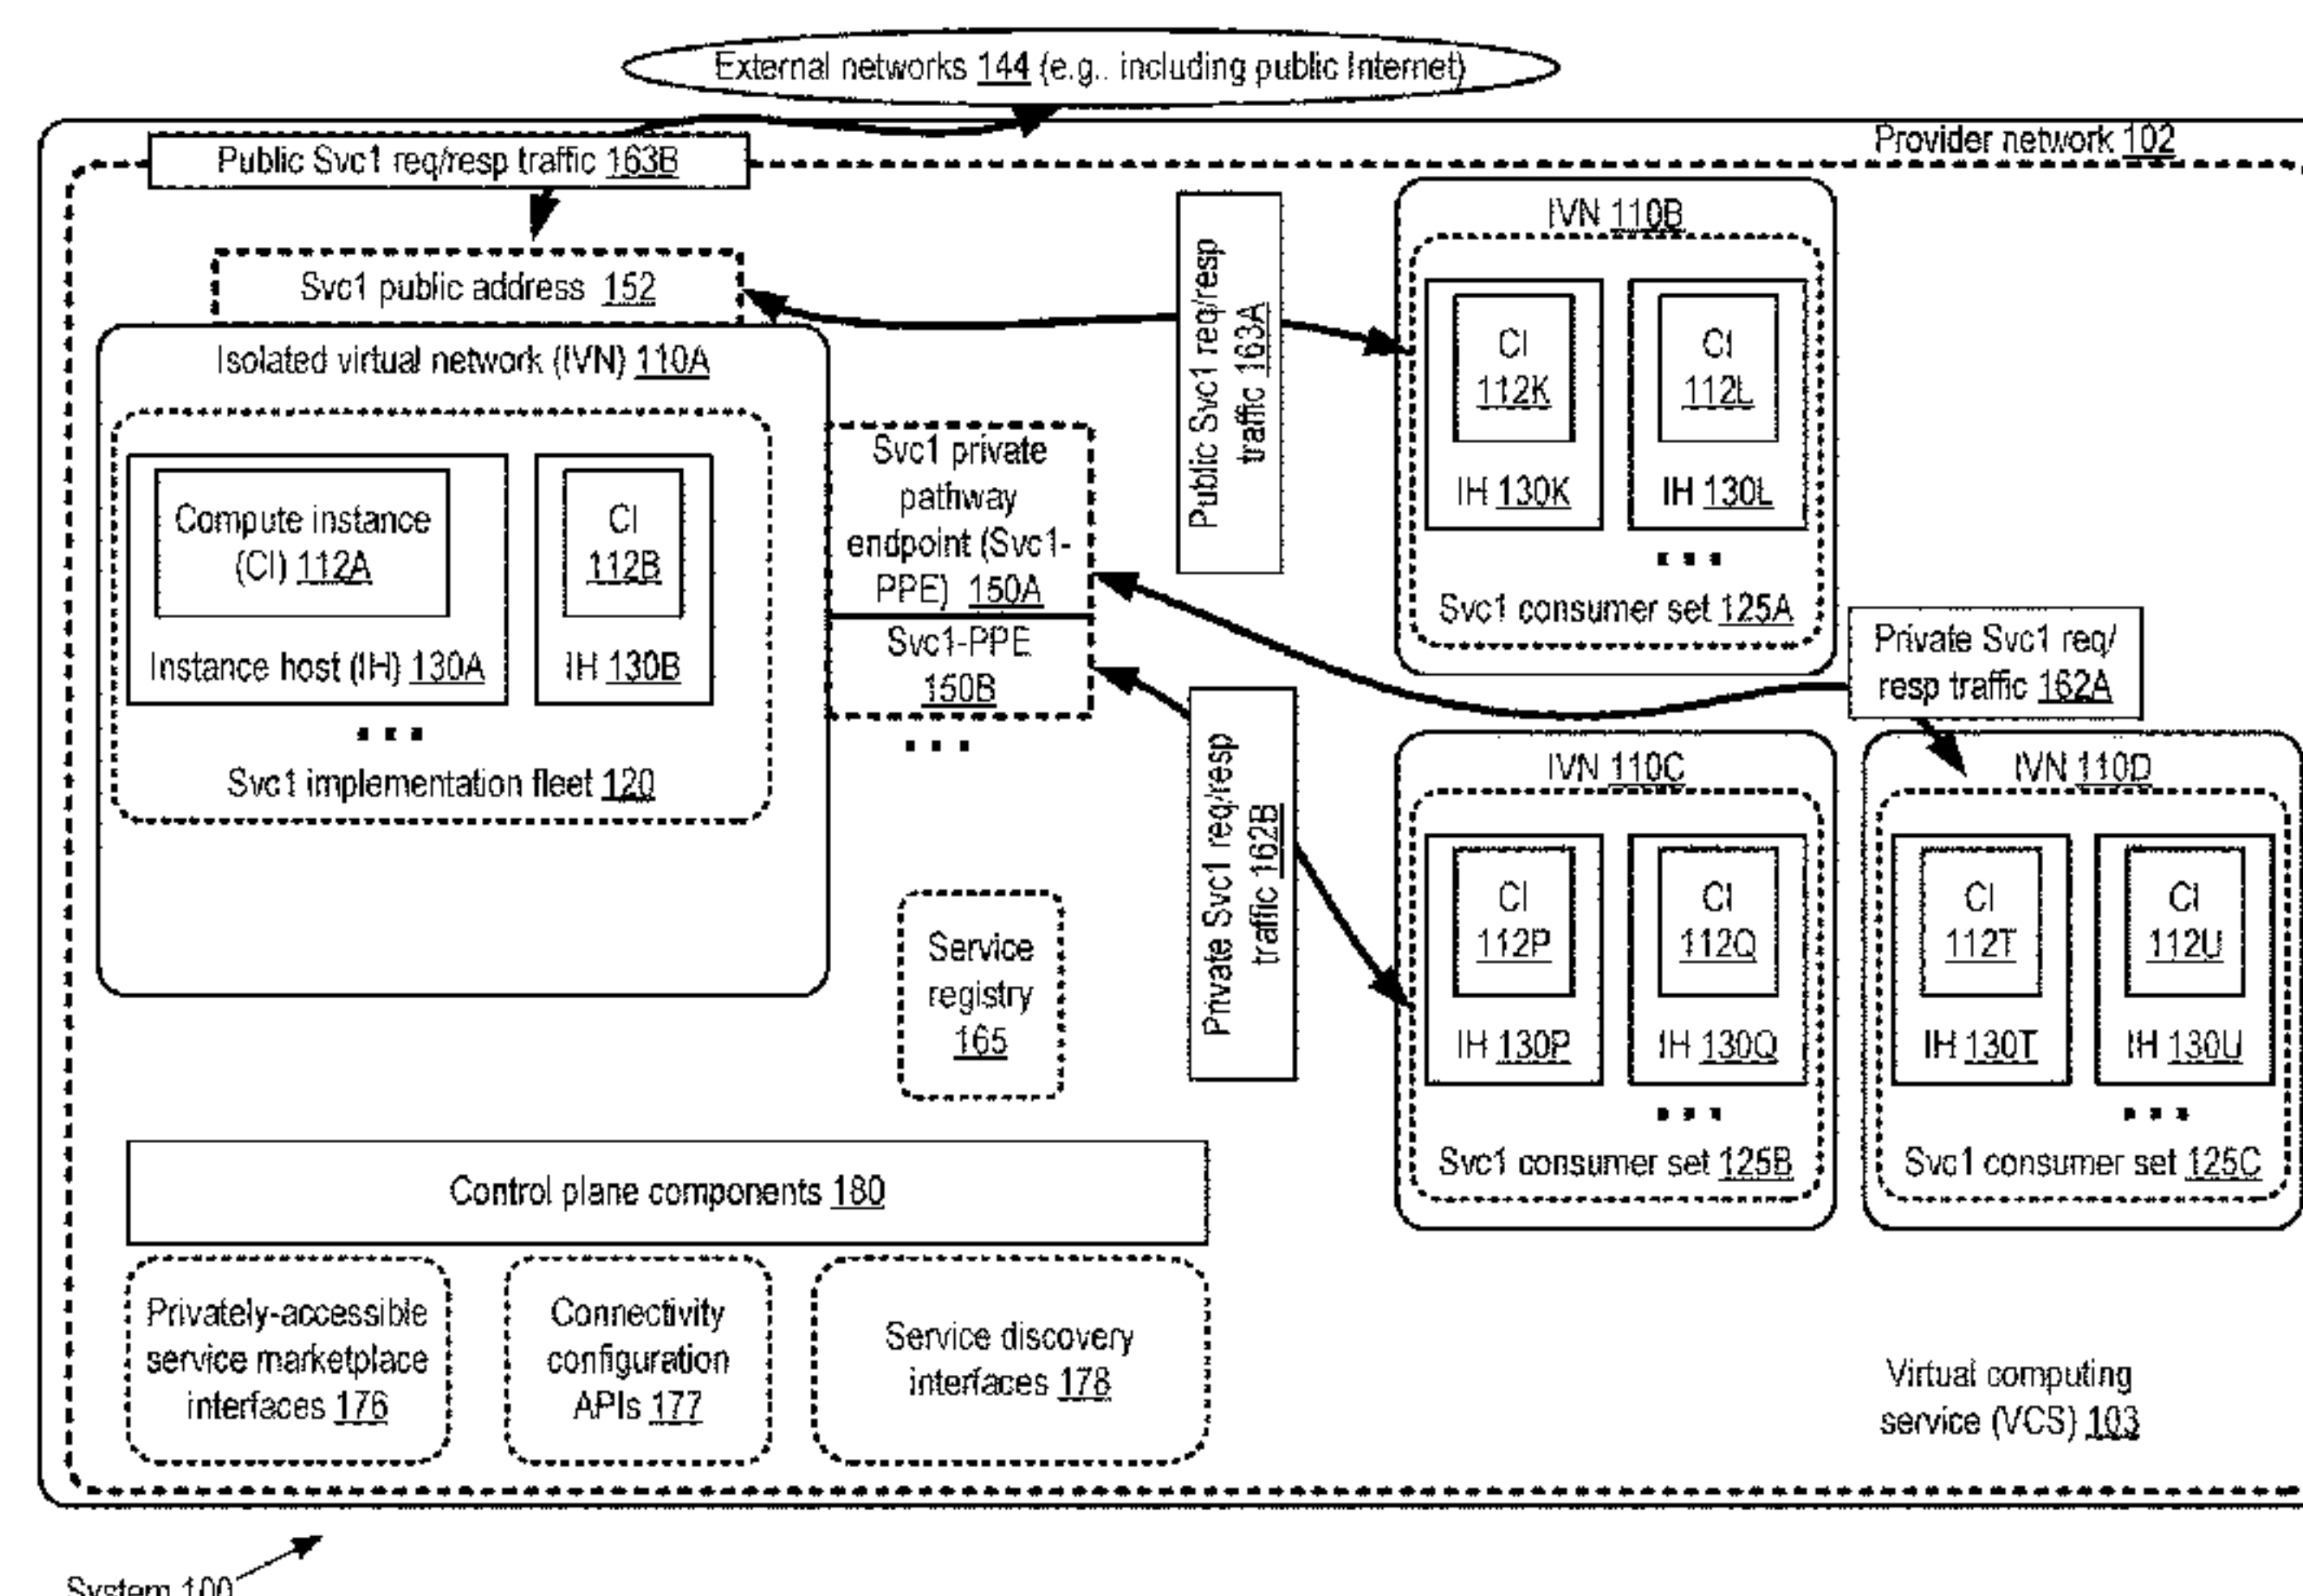 External networks 144 (e.g., including public Internet)
Provider network 102
Public Svc1 req/resp traffic 163B
Svc1 public address 152
Isolated virtual network (IVN) 110A
Compute instance
(CI) 112A
Instance host (IH) 130A
CI
112B
IH 130B
...
Svc1 implementation fleet 120
Svc1 private
pathway
endpoint (Svc1-
PPE) 150A
Svc1-PPE
150B
...
Public Svc1 req/resp
traffic 163A
IVN 110B
CI
112K
IH 130K
CI
112L
IH 130L
...
Svc1 consumer set 125A
Private Svc1 req/
resp traffic 162A
Private Svc1 req/resp
traffic 162B
IVN 110C
CI
112P
IH 130P
CI
112Q
IH 130Q
...
Svc1 consumer set 125B
IVN 110D
CI
112T
IH 130T
CI
112U
IH 130U
...
Svc1 consumer set 125C
Service
registry
165
Control plane components 180
Privately-accessible
service marketplace
interfaces 176
Connectivity
configuration
APIs 177
Service discovery
interfaces 178
Virtual computing
service (VCS) 103
System 100